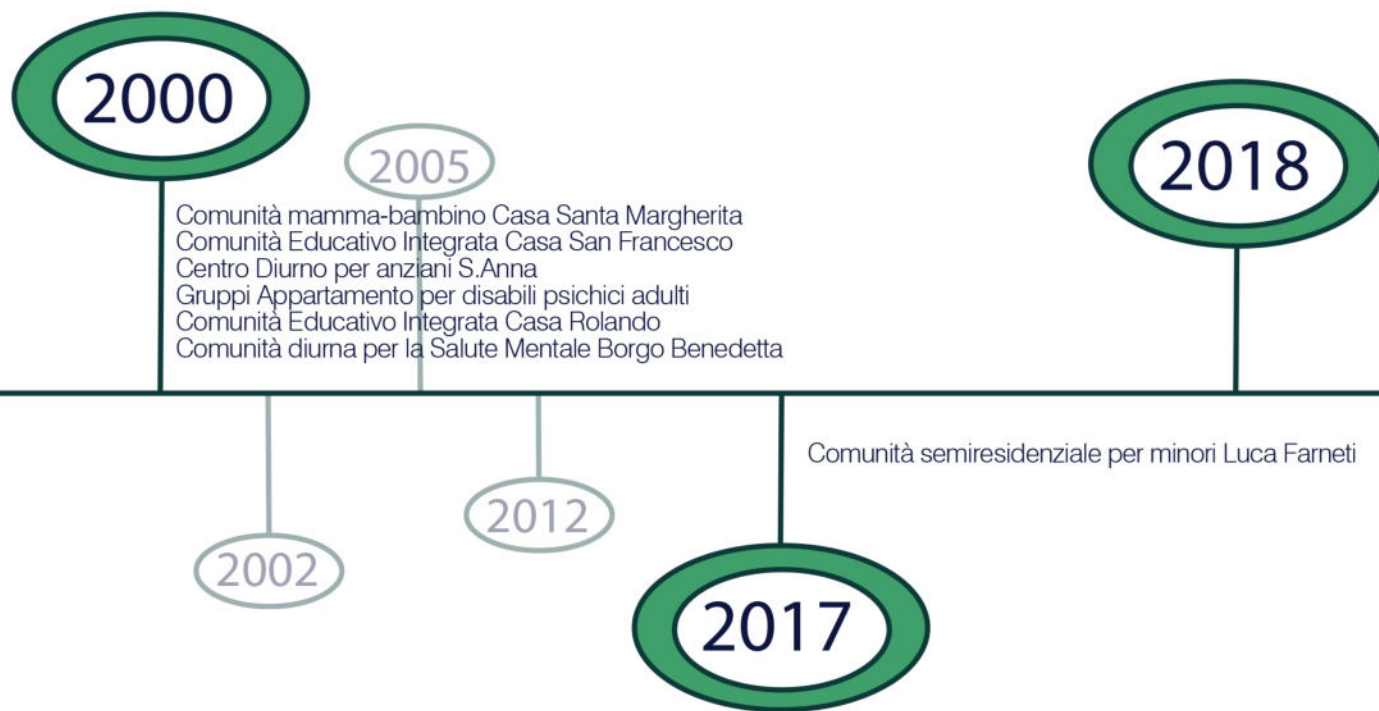 2000
2005
2018
Comunità mamma-bambino Casa Santa Margherita
Comunità Educativo Integrata Casa San Francesco
Centro Diurno per anziani S.Anna
Gruppi Appartamento per disabili psichici adulti
Comunità Educativo Integrata Casa Rolando
Comunità diurna per la Salute Mentale Borgo Benedetta
Comunità semiresidenziale per minori Luca Farneti
2012
2002
2017